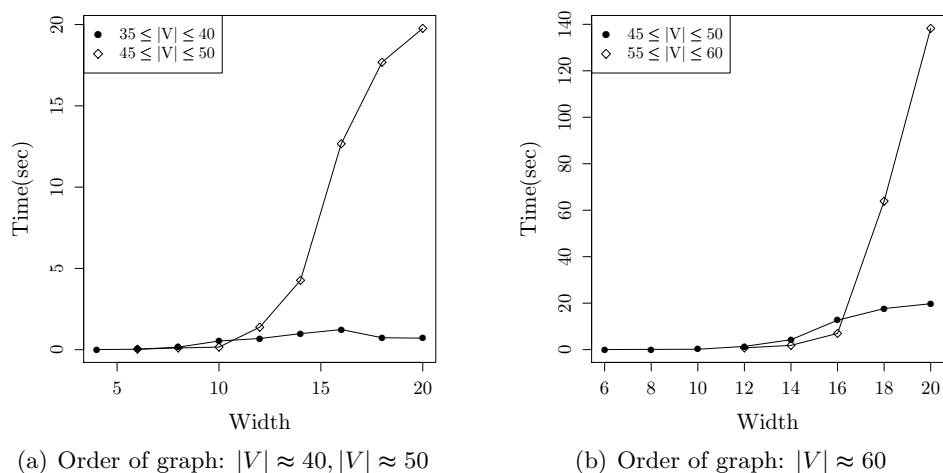 35 ≤ |V| ≤ 40
45 ≤ |V| ≤ 50
Time(sec)
20
15
10
5
0
5 10 15 20
Width
(a) Order of graph: |V| ≈ 40, |V| ≈ 50
45 ≤ |V| ≤ 50
55 ≤ |V| ≤ 60
Time(sec)
140
120
100
80
60
40
20
0
6 8 10 12 14 16 18 20
Width
(b) Order of graph: |V| ≈ 60